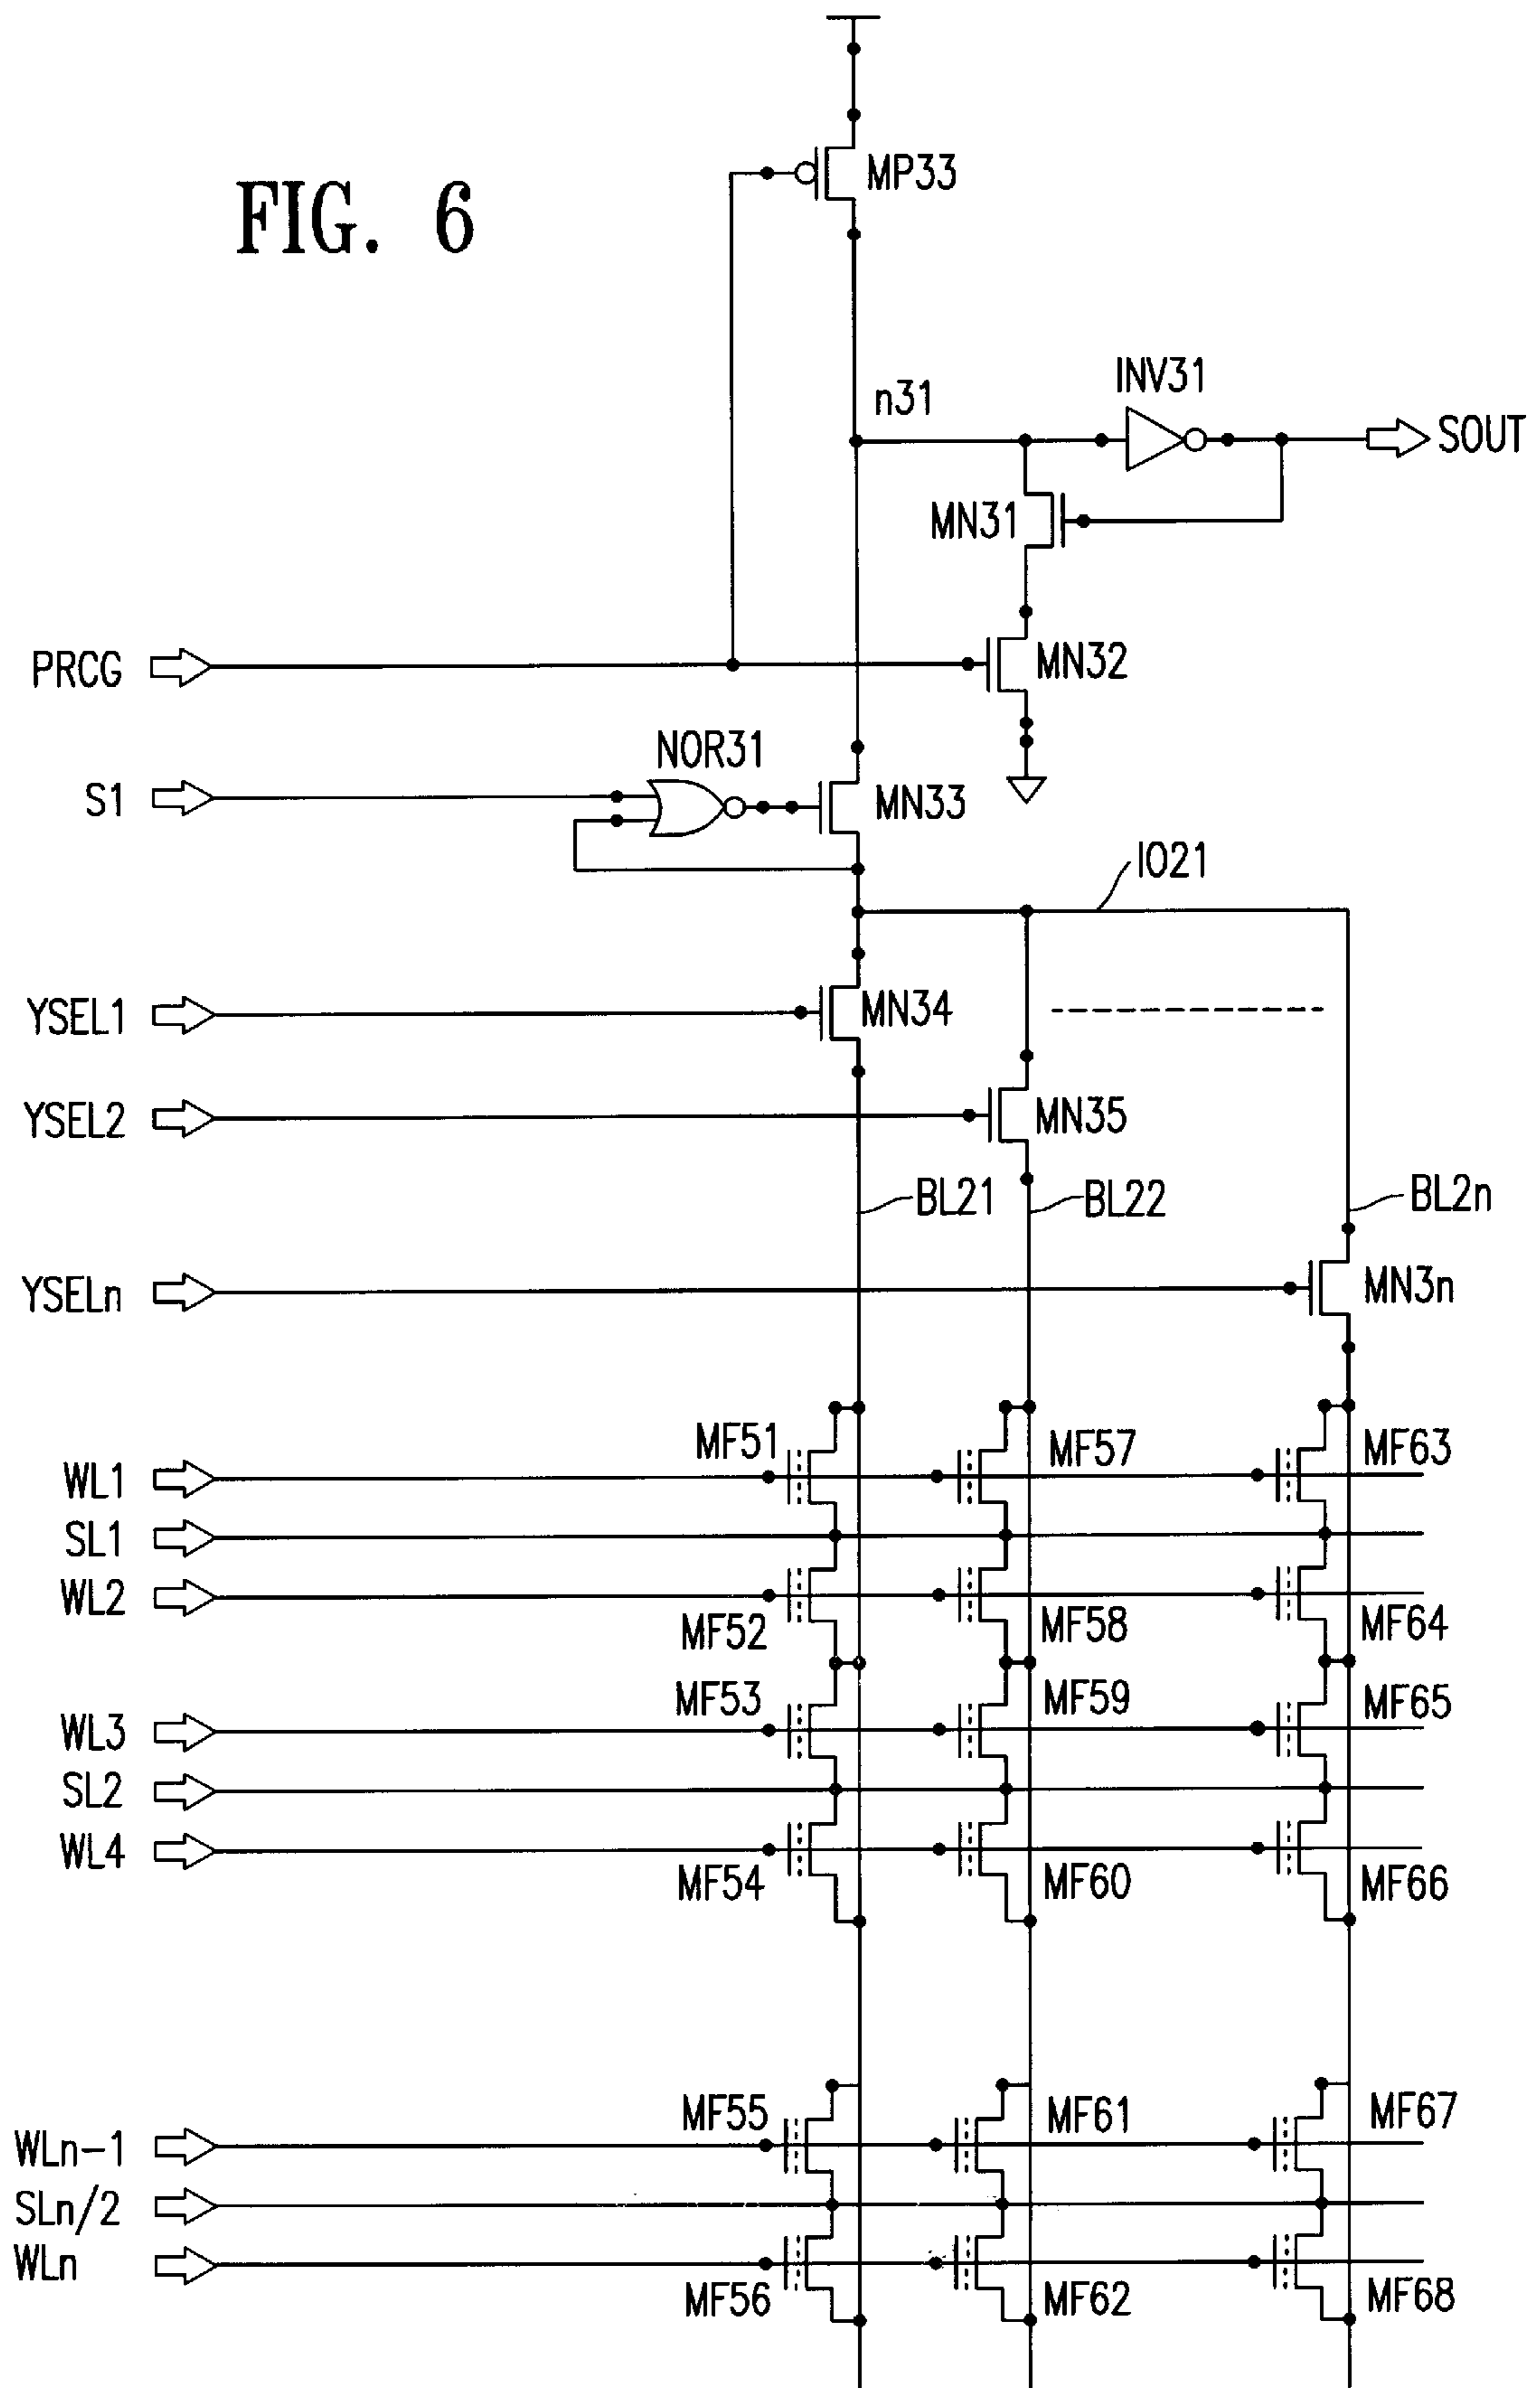 FIG. 6
MP33
INV31
n31
SOUT
MN31
PRCG
MN32
NOR31
S1
MN33
IO21
YSEL1
MN34
YSEL2
MN35
BL21
BL22
BL2n
YSELn
MN3n
MF51
MF57
MF63
WL1
SL1
WL2
MF52
MF58
MF64
MF53
MF59
MF65
WL3
SL2
WL4
MF54
MF60
MF66
MF55
MF61
MF67
WLn-1
SLn/2
WLn
MF56
MF62
MF68